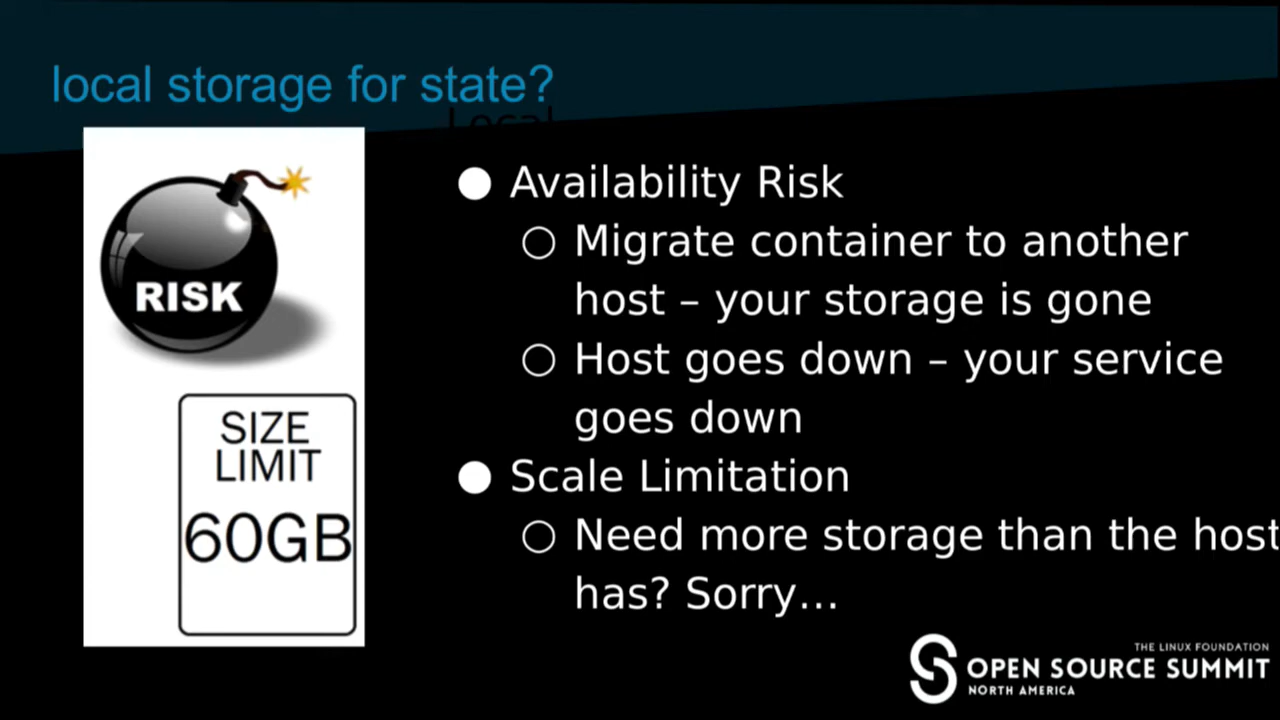 local storage for state?
Local
● Availability Risk
○ Migrate container to another
host – your storage is gone
○ Host goes down – your service
goes down
● Scale Limitation
○ Need more storage than the host
has? Sorry...
RISK
SIZE
LIMIT
60GB
THE LINUX FOUNDATION
OPEN SOURCE SUMMIT
NORTH AMERICA